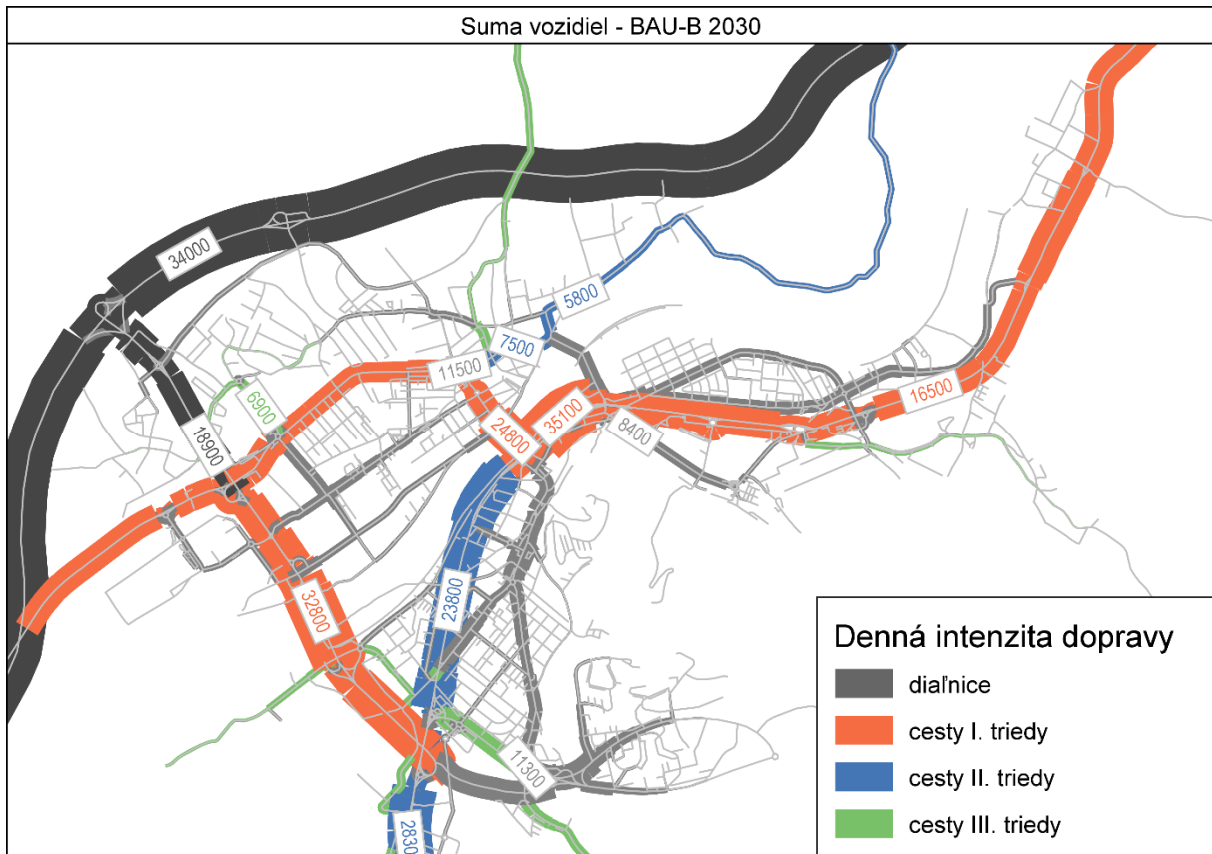 Suma vozidiel - BAU-B 2030
34000
5800
7500
11500
16500
6900
35100
24800
8400
18900
23800
32800
11300
2830
Denná intenzita dopravy
diaľnice
cesty I. triedy
cesty II. triedy
cesty III. triedy